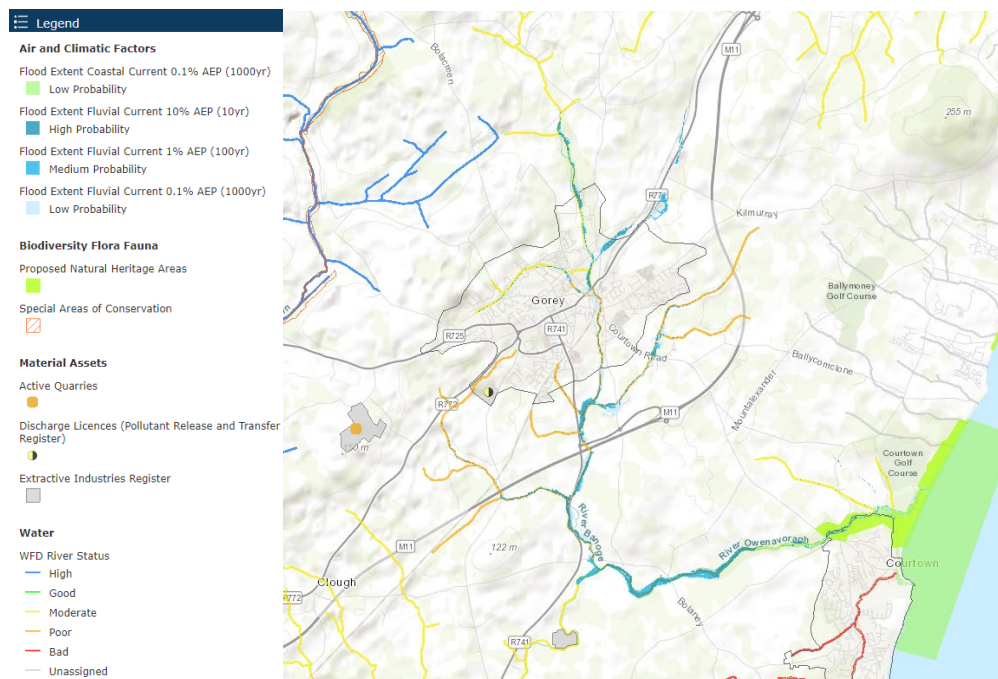 Legend
Air and Climatic Factors
Flood Extent Coastal Current 0.1% AEP (1000yr)
Low Probability
Flood Extent Fluvial Current 10% AEP (10yr)
High Probability
Flood Extent Fluvial Current 1% AEP (100yr)
Medium Probability
Flood Extent Fluvial Current 0.1% AEP (1000yr)
Low Probability
Biodiversity Flora Fauna
Proposed Natural Heritage Areas
Special Areas of Conservation
Material Assets
Active Quarries
Discharge Licences (Pollutant Release and Transfer
Register)
Extractive Industries Register
Water
WFD River Status
High
Good
Moderate
Poor
Bad
Unassigned
Bolacreen
M11
255 m
R77
Kilmurray
Ballymoney
Golf Course
Gorey
R741
R725
Courtown Road
Ballycomclone
Mountalexander
R772
M11
Courtown
Golf
Course
River Banoge
River Owenavoragh
M11
122 m
Courtown
Clough
R772
Bolaney
R741